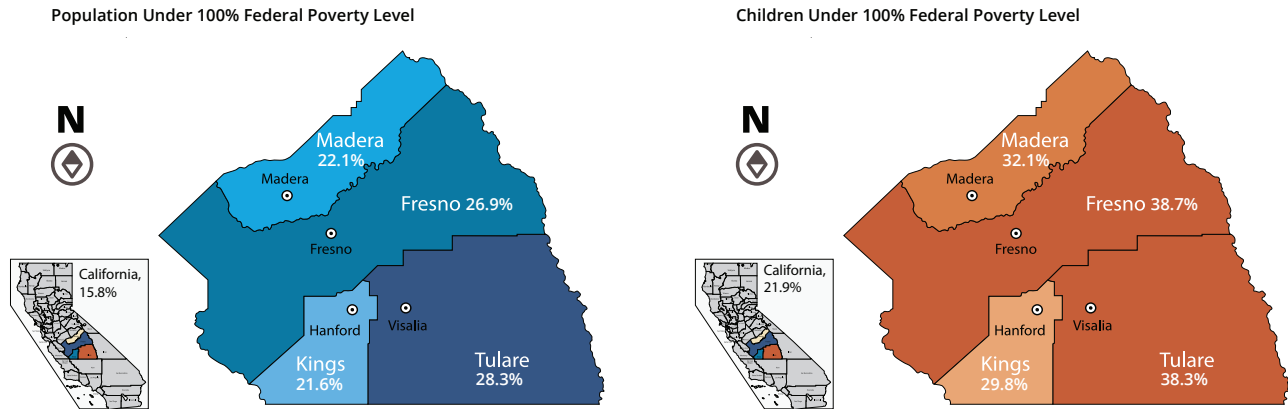 Population Under 100% Federal Poverty Level
N
Madera
22.1%
Madera
Fresno 26.9%
Fresno
California,
15.8%
Hanford
Visalia
Kings
21.6%
Tulare
28.3%
Children Under 100% Federal Poverty Level
N
Madera
32.1%
Madera
Fresno 38.7%
Fresno
California,
21.9%
Hanford
Visalia
Kings
29.8%
Tulare
38.3%